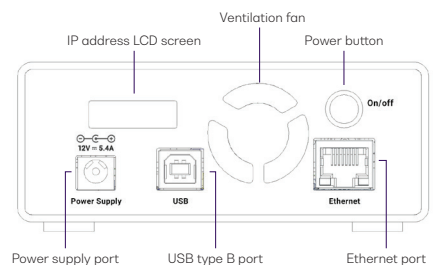 Ventilation fan
IP address LCD screen
Power button
On/off
12V ⎓ 5.4A
Power Supply
USB
Ethernet
Power supply port
USB type B port
Ethernet port